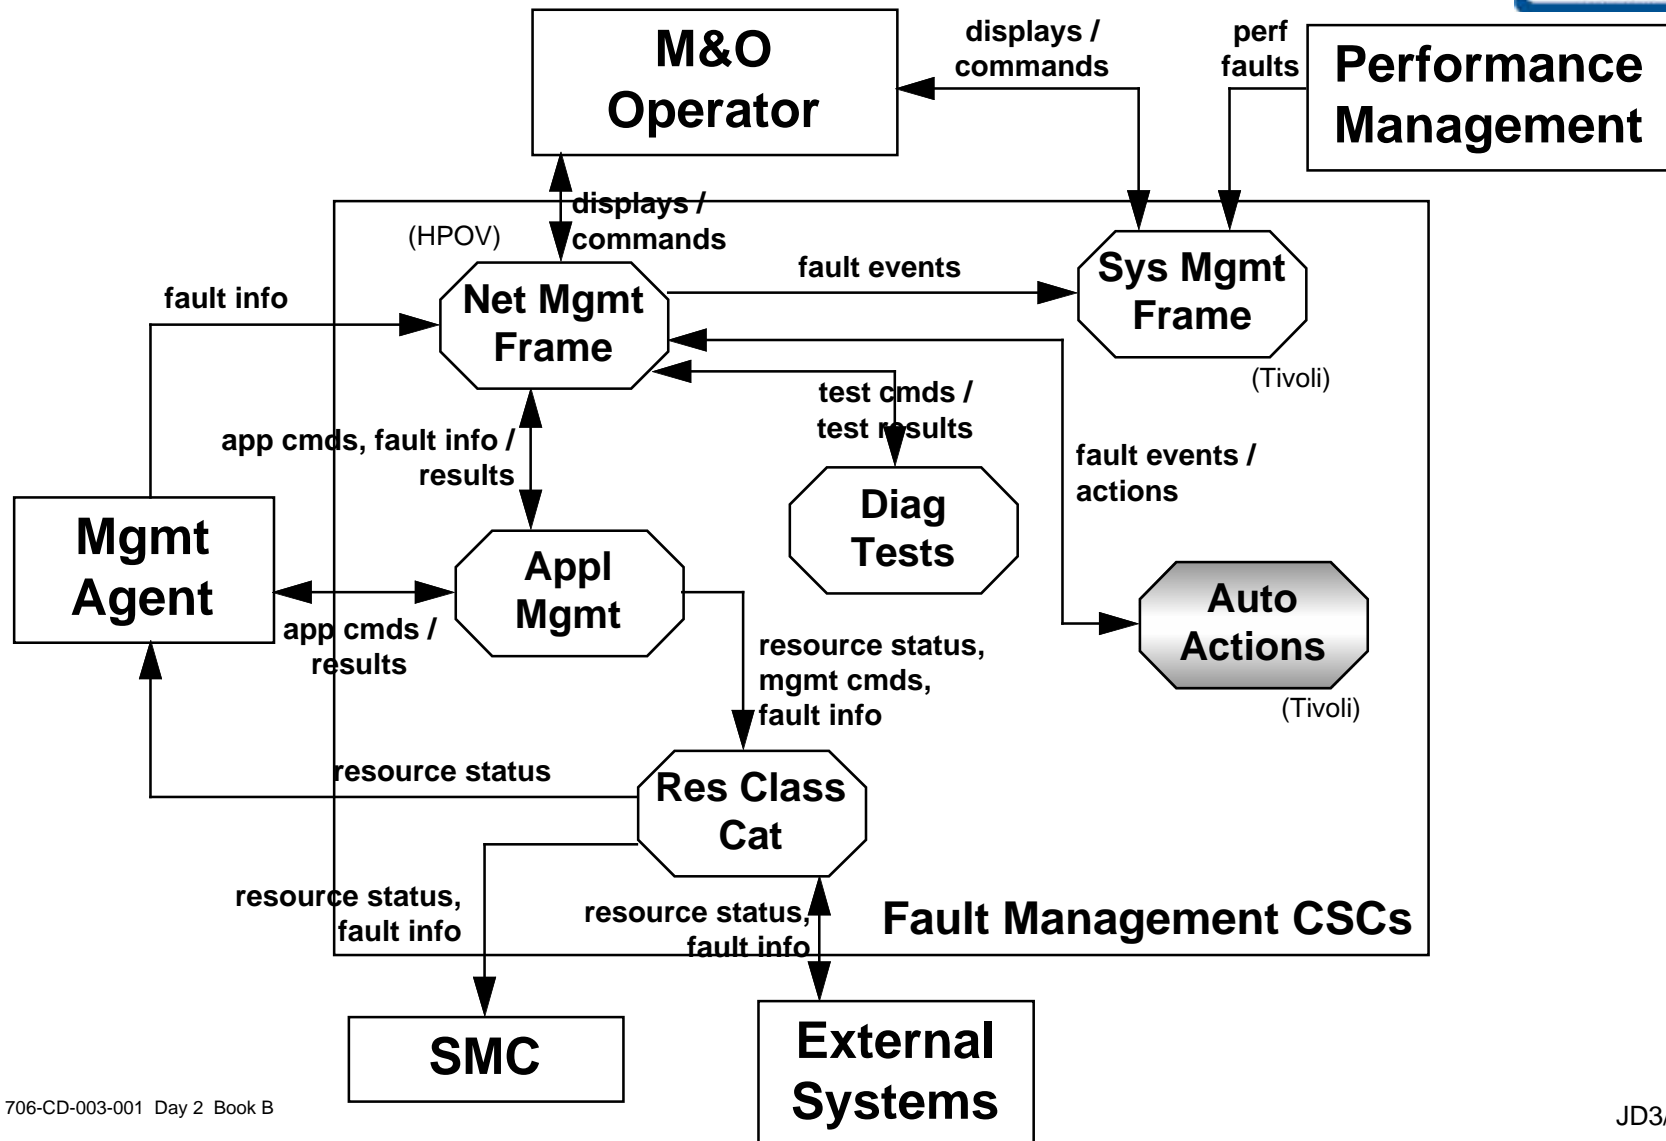 M&O
Operator
displays /
commands
perf
faults
Performance
Management
displays /
commands
(HPOV)
fault info
Net Mgmt
Frame
fault events
Sys Mgmt
Frame
(Tivoli)
test cmds /
test results
app cmds, fault info /
results
fault events /
actions
Mgmt
Agent
Appl
Mgmt
Diag
Tests
Auto
Actions
(Tivoli)
app cmds /
results
resource status,
mgmt cmds,
fault info
resource status
Res Class
Cat
resource status,
fault info
resource status,
fault info
Fault Management CSCs
SMC
External
Systems
706-CD-003-001 Day 2 Book B
JD3/